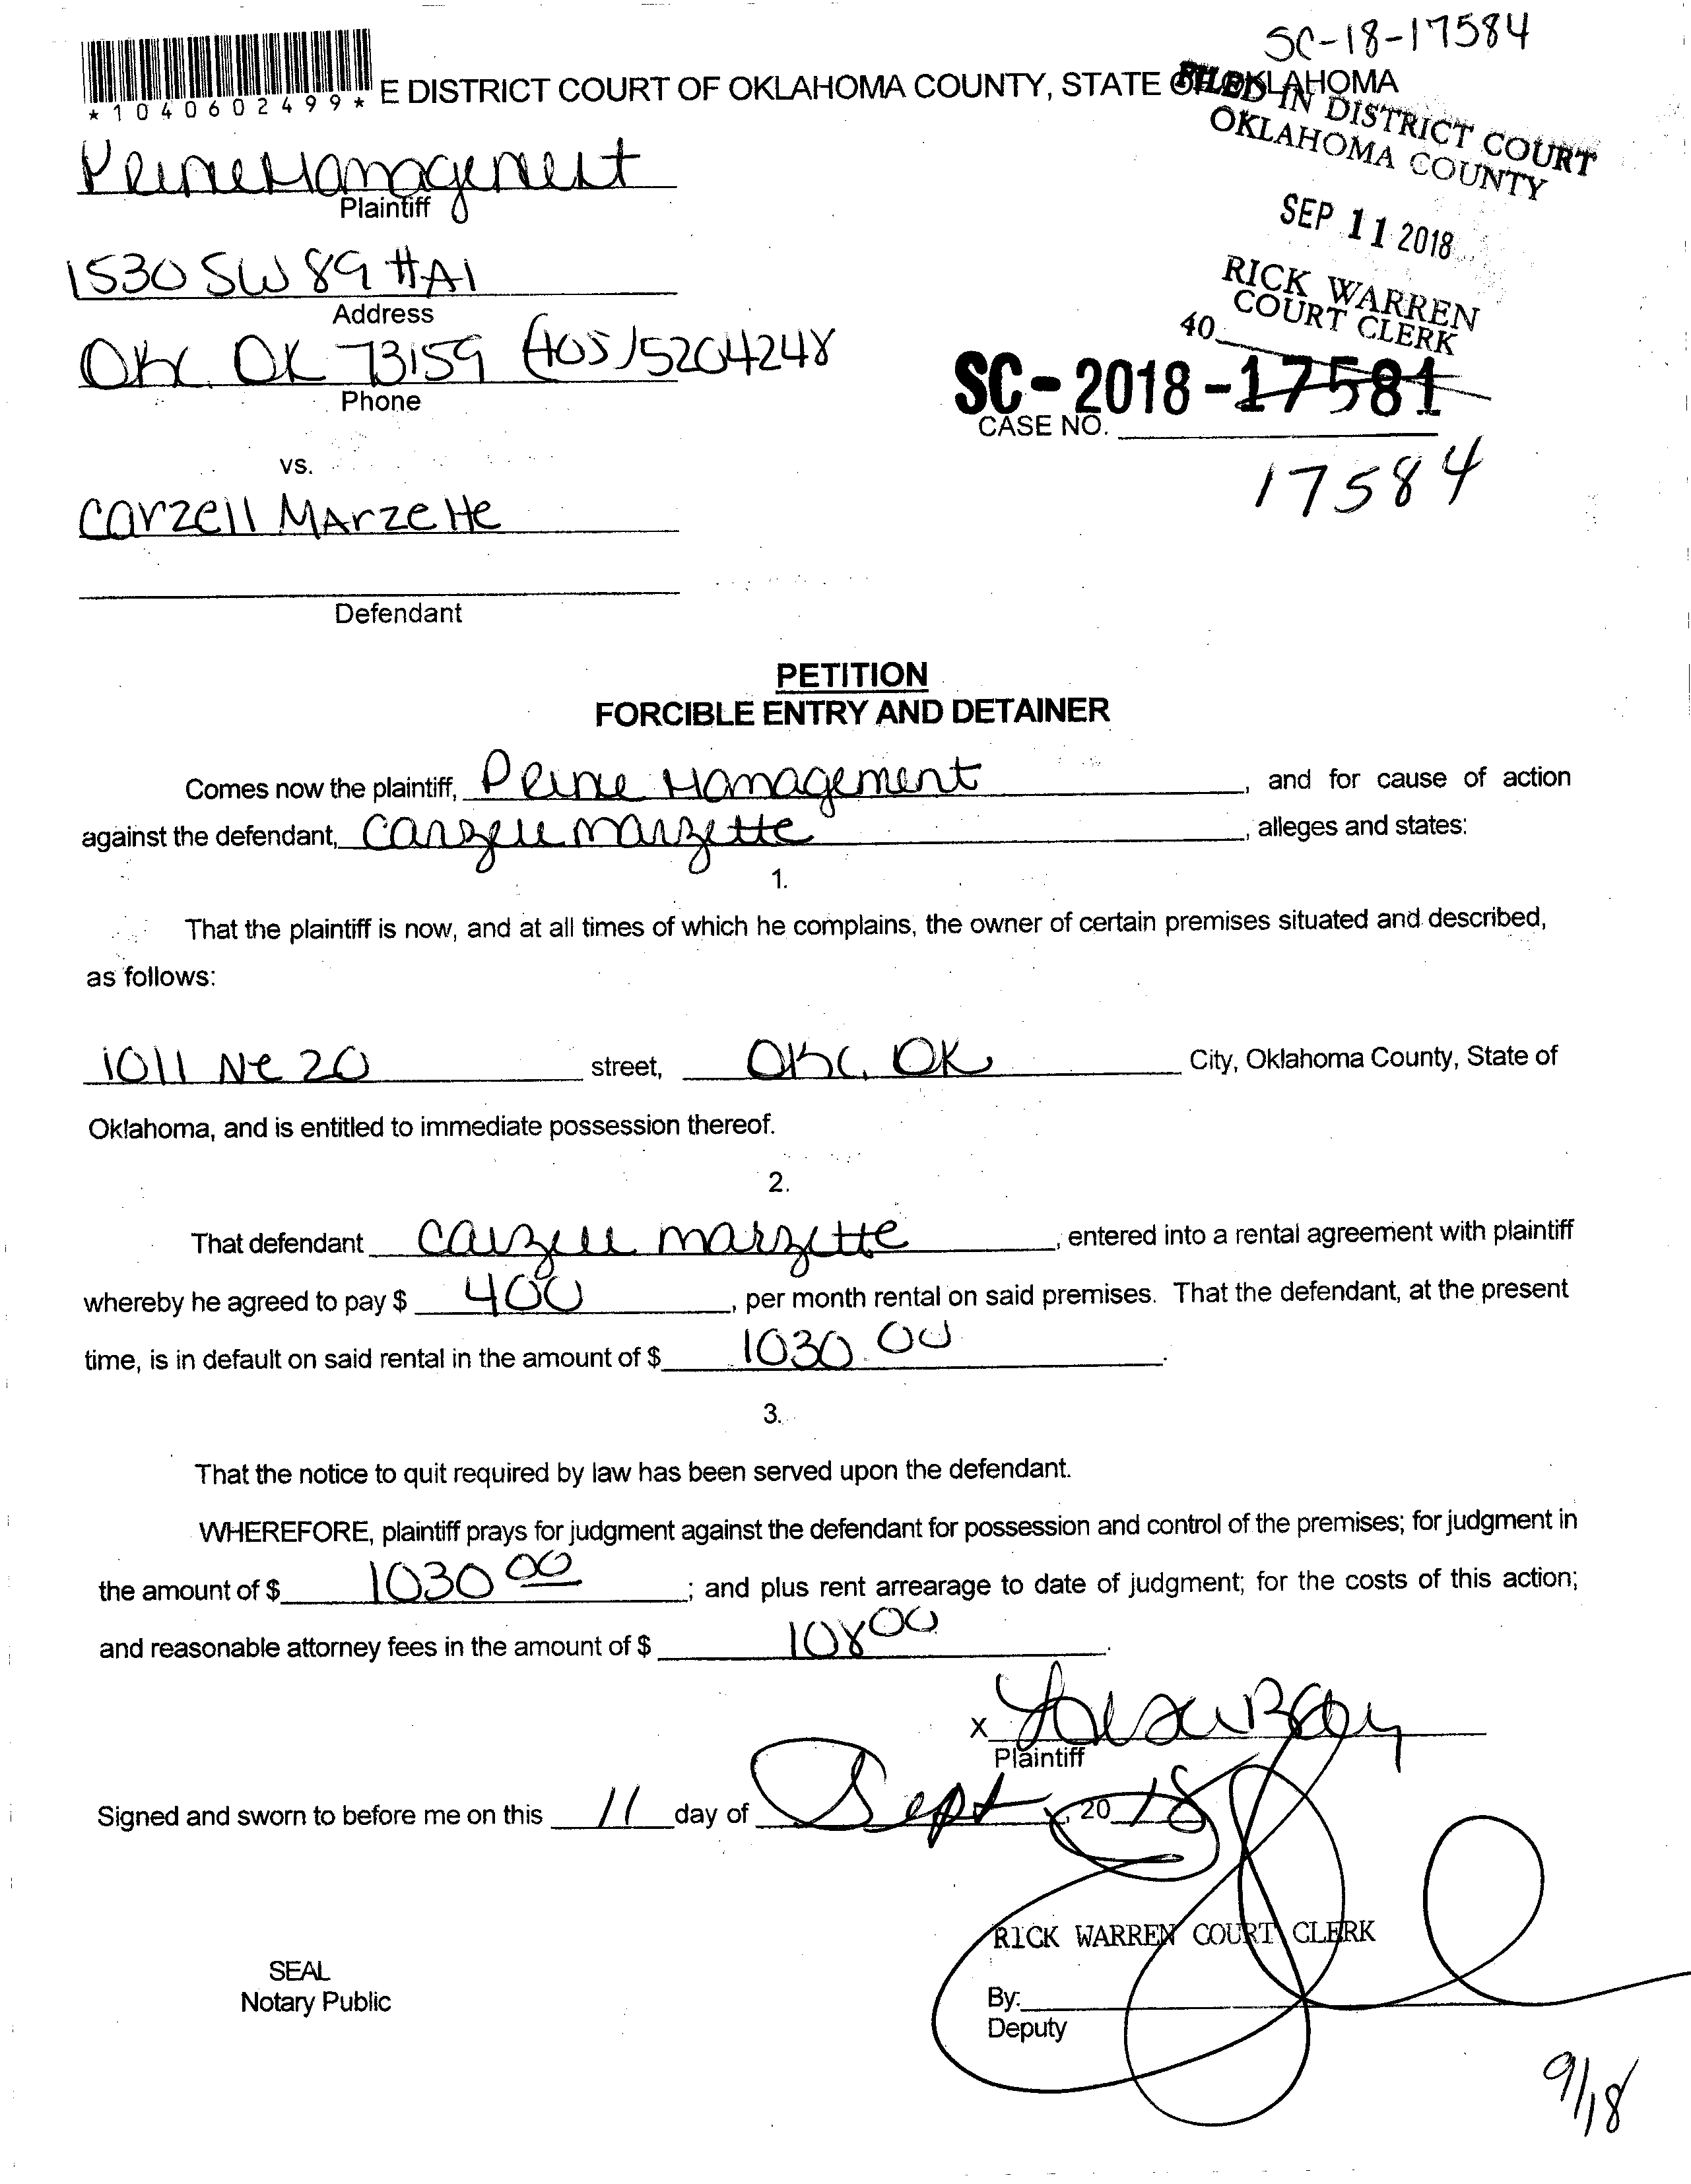 SC-18-17584
*1040602499* E DISTRICT COURT OF OKLAHOMA COUNTY, STATE OF OKLAHOMA
FILED IN DISTRICT COURT
OKLAHOMA COUNTY
SEP 11 2018
RICK WARREN
COURT CLERK
40
Management
Plaintiff
1530 SW 89 #A1
Address
OKC OK 73159 (405) 5204248
Phone
SC-2018-17581
CASE NO.
17584
vs.
Carzell Marzette
Defendant
PETITION
FORCIBLE ENTRY AND DETAINER
Comes now the plaintiff, Management, and for cause of action
against the defendant, Carzell Marzette, alleges and states:
1.
That the plaintiff is now, and at all times of which he complains, the owner of certain premises situated and described,
as follows:
1011 NE 20 street, OKC, OK City, Oklahoma County, State of
Oklahoma, and is entitled to immediate possession thereof.
2.
That defendant Carzell Marzette, entered into a rental agreement with plaintiff
whereby he agreed to pay $ 400, per month rental on said premises. That the defendant, at the present
time, is in default on said rental in the amount of $ 1030.00.
3.
That the notice to quit required by law has been served upon the defendant.
WHEREFORE, plaintiff prays for judgment against the defendant for possession and control of the premises; for judgment in
the amount of $ 1030 00; and plus rent arrearage to date of judgment; for the costs of this action;
and reasonable attorney fees in the amount of $ 108 00.
X
Plaintiff
Signed and sworn to before me on this 11 day of Sept, 20 18
RICK WARREN COURT CLERK
SEAL
Notary Public
By:
Deputy
9/18